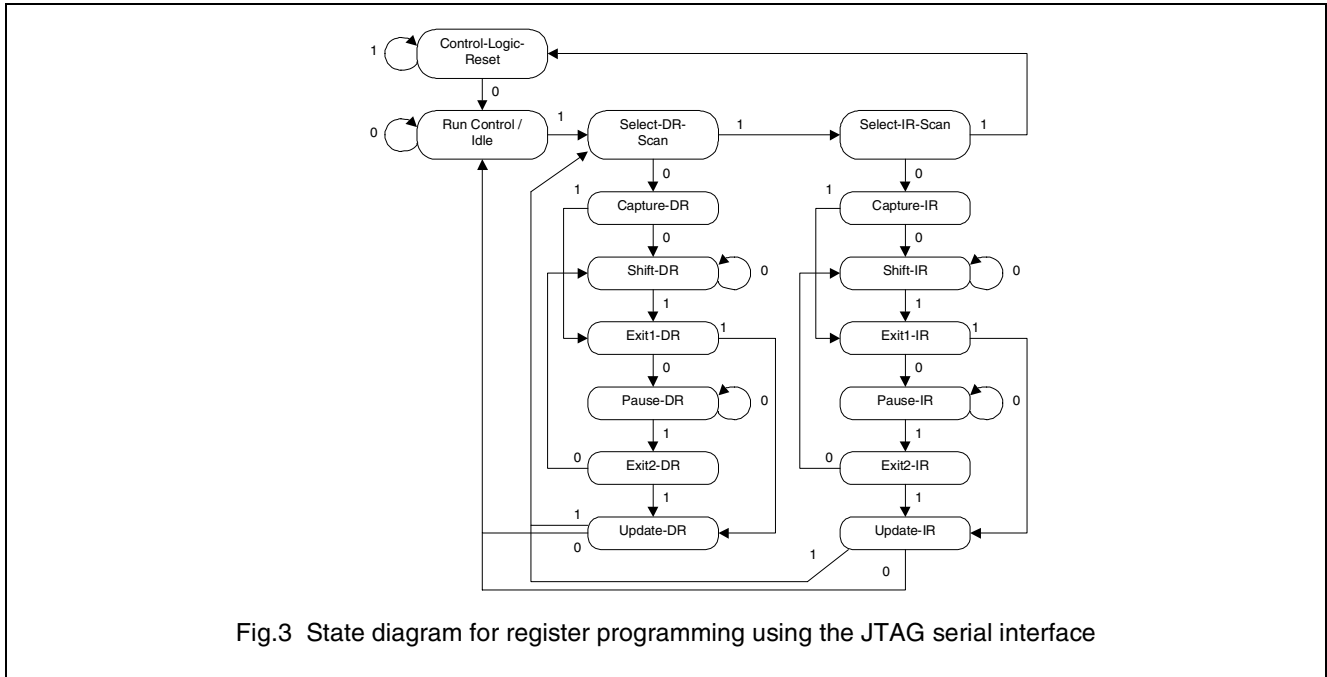 Control-Logic-
Reset
1
0
Run Control /
Idle
0
1
Select-DR-
Scan
1
Select-IR-Scan
1
0
0
1
Capture-DR
1
Capture-IR
0
0
Shift-DR
0
Shift-IR
0
1
1
Exit1-DR
1
Exit1-IR
1
0
0
Pause-DR
0
Pause-IR
0
1
1
0
Exit2-DR
0
Exit2-IR
1
1
1
Update-DR
0
Update-IR
1
0
Fig.3 State diagram for register programming using the JTAG serial interface